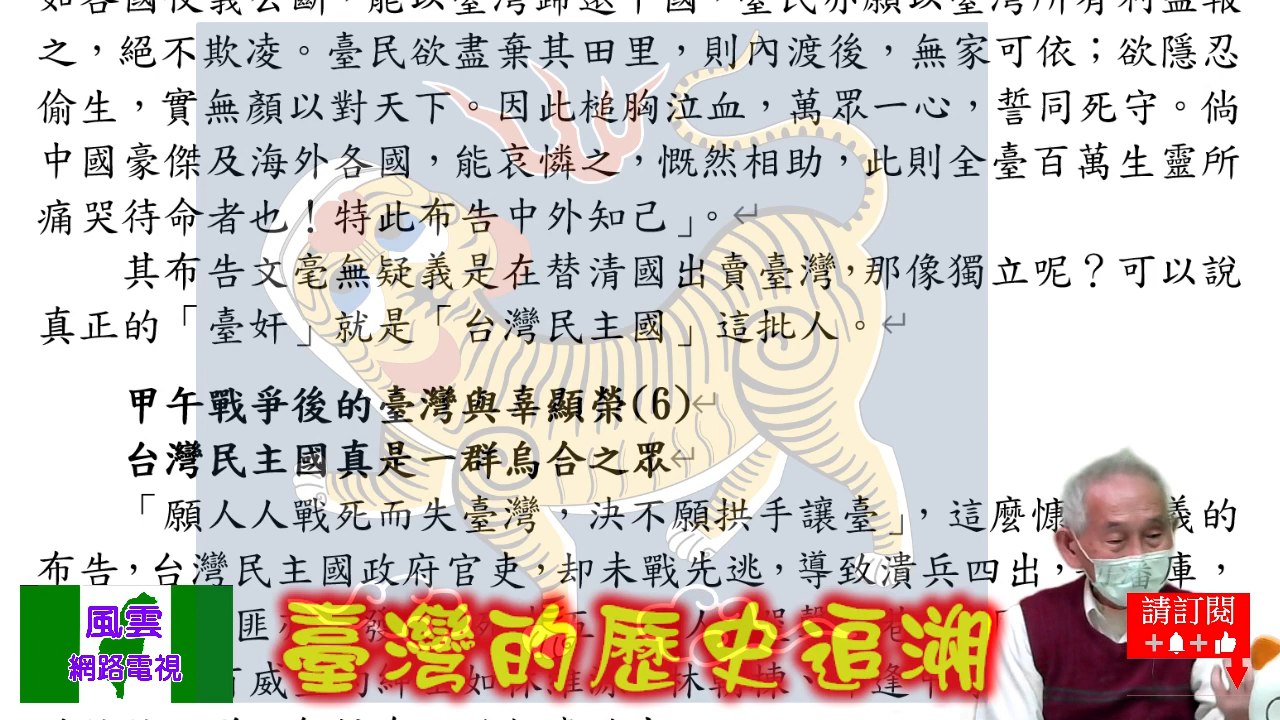 如各國仗義公斷，能以臺灣歸還中國，臺民亦願以臺灣所有利益報
之，絕不欺凌。臺民欲盡棄其田里，則內渡後，無家可依；欲隱忍
偷生，實無顏以對天下。因此槌胸泣血，萬眾一心，誓同死守。倘
中國豪傑及海外各國，能哀憐之，慨然相助，此則全臺百萬生靈所
痛哭待命者也！特此布告中外知己」。
其布告文毫無疑義是在替清國出賣臺灣，那像獨立呢？可以說
真正的「臺奸」就是「台灣民主國」這批人。
甲午戰爭後的臺灣與辜顯榮(6)
台灣民主國真是一群烏合之眾
「願人人戰死而失臺灣，決不願拱手讓臺」，這麼慷 義的
布告，台灣民主國政府官吏，却未戰先逃，導致潰兵四出， 庫，
匪
威
風雲
網路電視
臺灣的歷史追溯
請訂閱